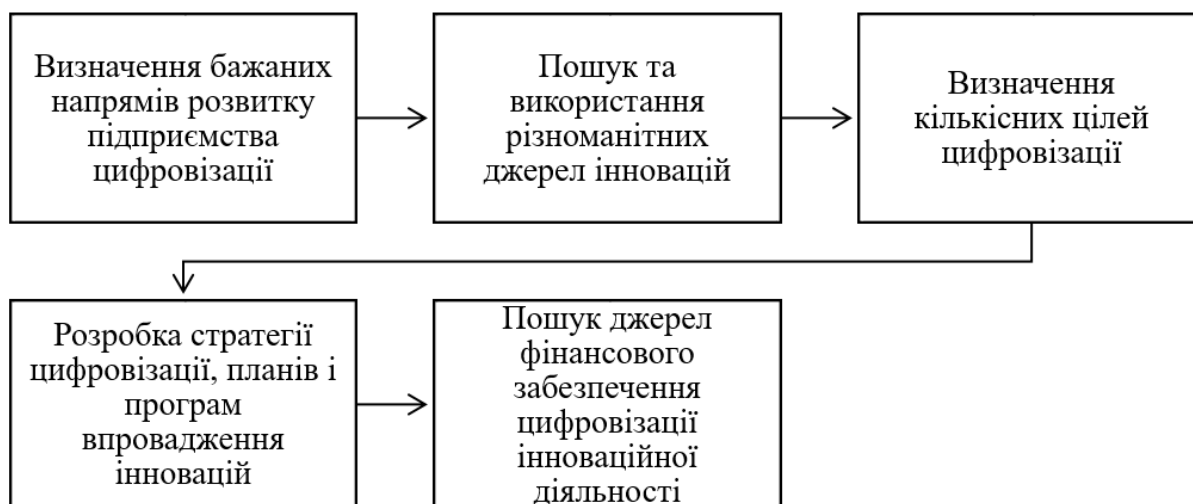 Визначення бажаних
напрямів розвитку
підприємства
цифровізації
Пошук та
використання
різноманітних
джерел інновацій
Визначення
кількісних цілей
цифровізації
Розробка стратегії
цифровізації, планів і
програм
впровадження
інновацій
Пошук джерел
фінансового
забезпечення
цифровізації
інноваційної
діяльності